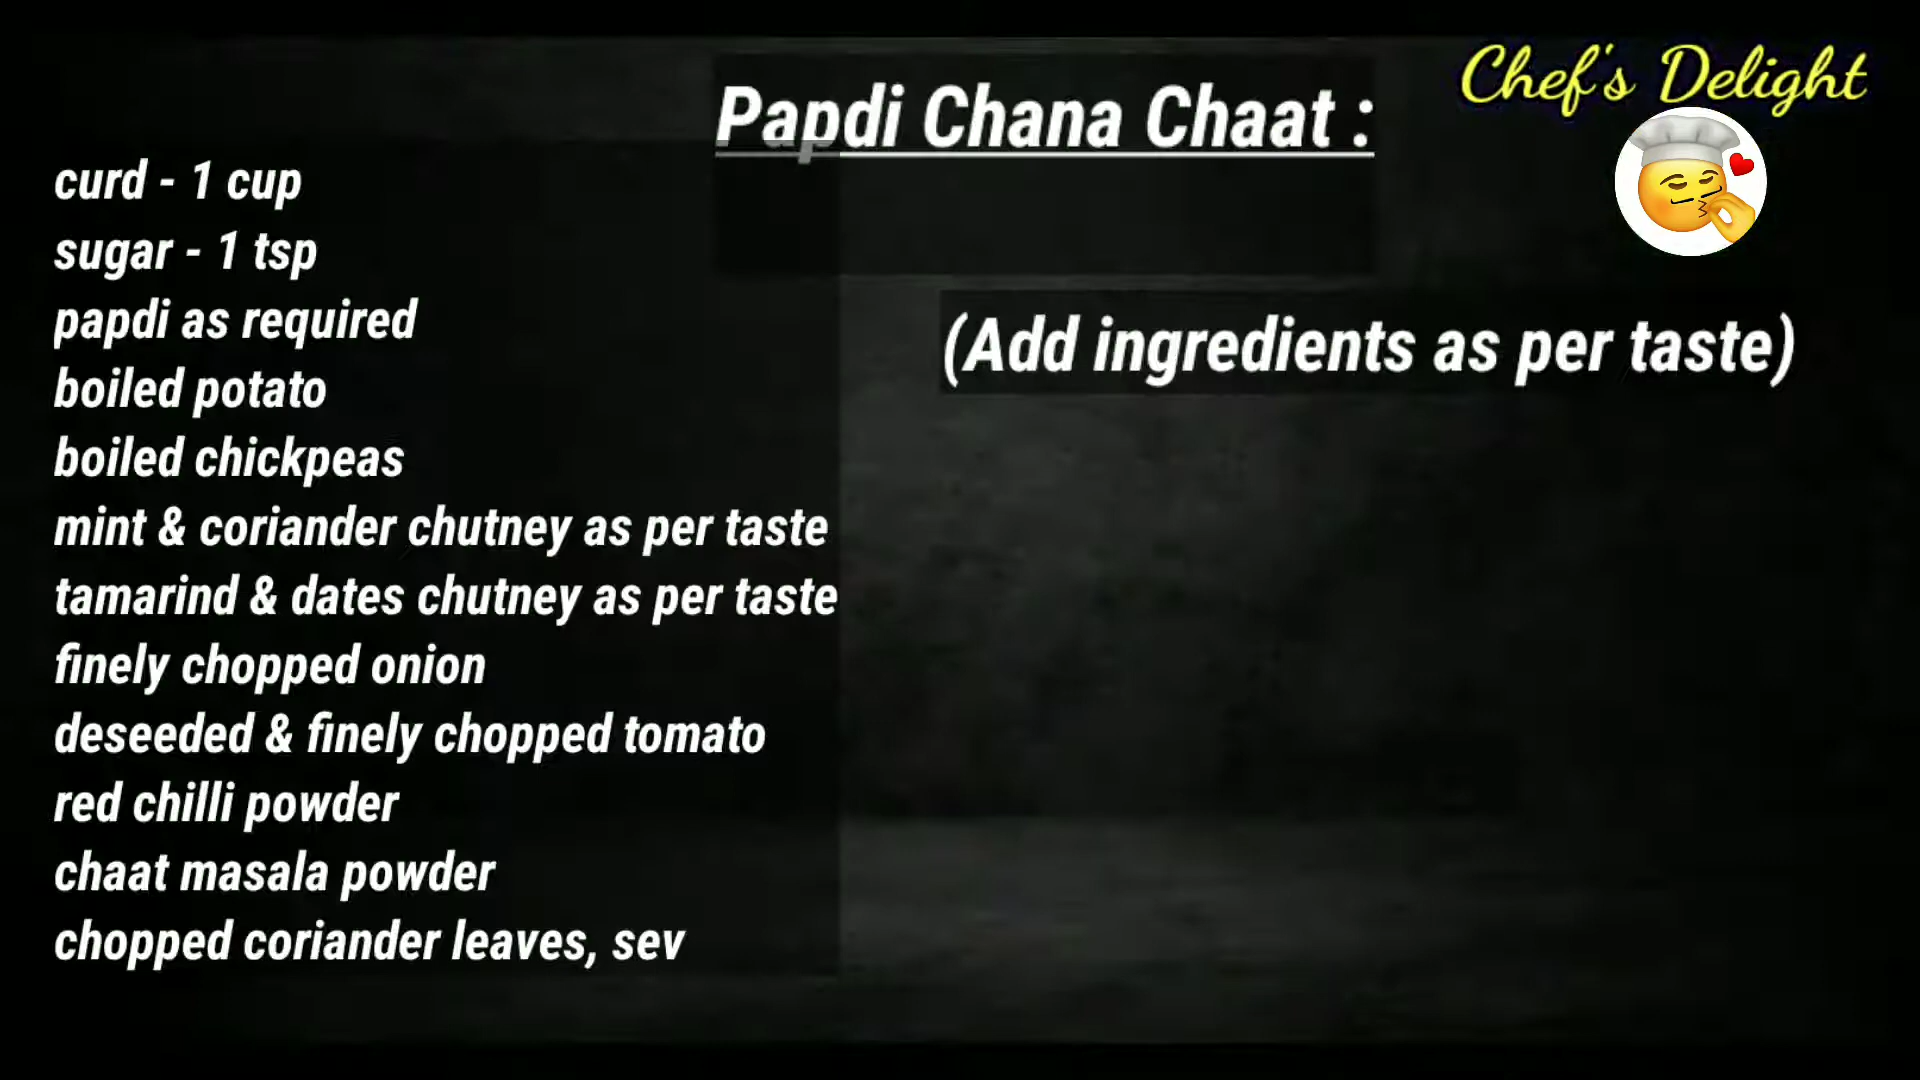 Chef's Delight
Papdi Chana Chaat :
curd - 1 cup
sugar - 1 tsp
papdi as required
boiled potato
boiled chickpeas
mint & coriander chutney as per taste
tamarind & dates chutney as per taste
finely chopped onion
deseeded & finely chopped tomato
red chilli powder
chaat masala powder
chopped coriander leaves, sev
(Add ingredients as per taste)